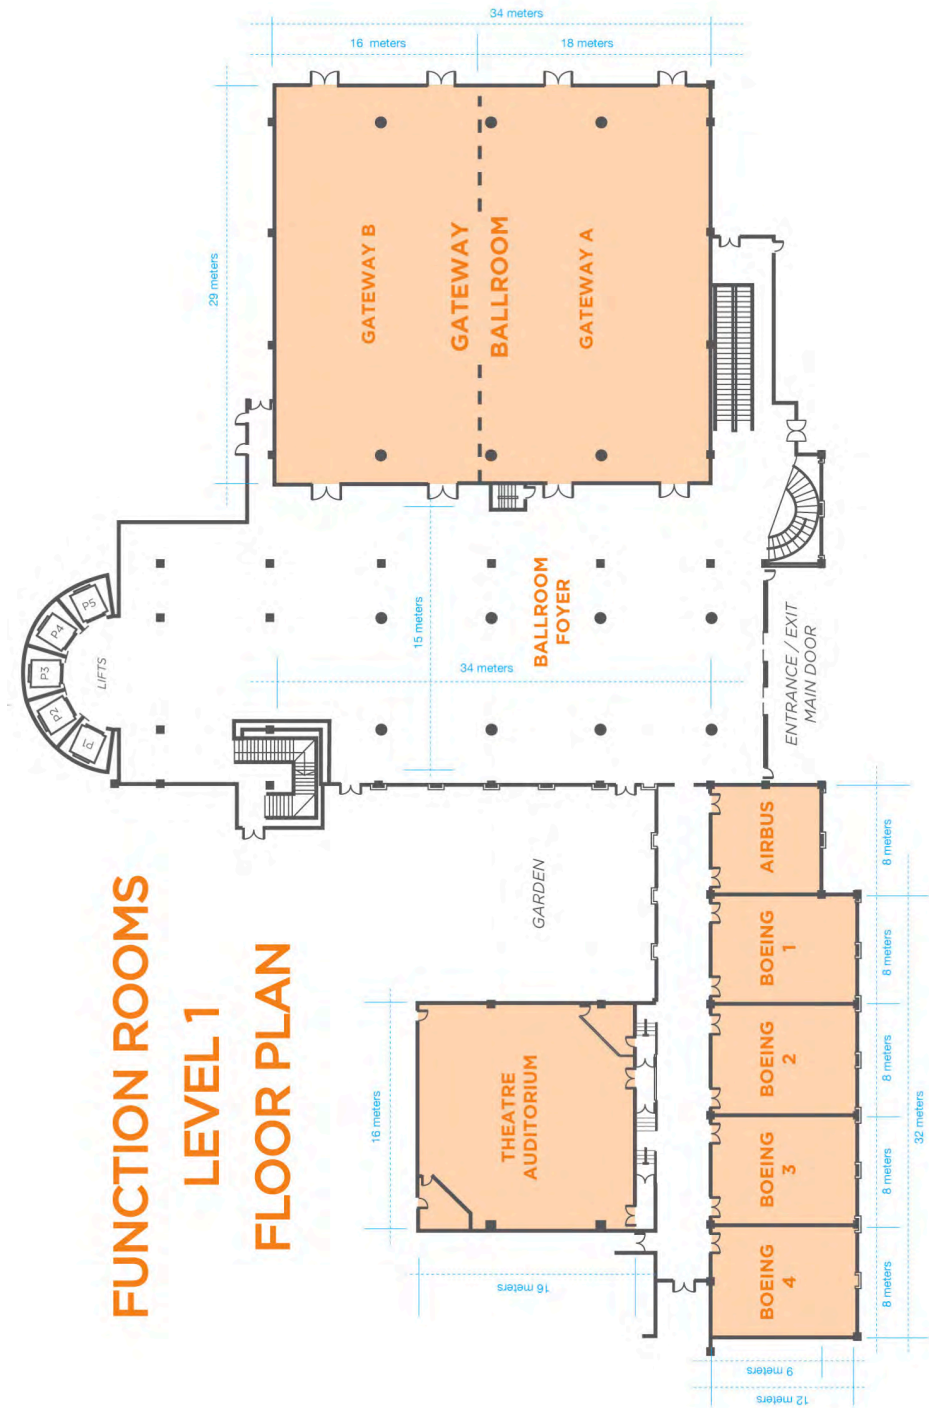 FUNCTION ROOMS
LEVEL 1
FLOOR PLAN
34 meters
16 meters
18 meters
29 meters
GATEWAY B
GATEWAY
BALLROOM
GATEWAY A
BALLROOM
FOYER
15 meters
34 meters
P1
P2
P3
P4
P5
LIFTS
ENTRANCE / EXIT
MAIN DOOR
GARDEN
THEATRE
AUDITORIUM
16 meters
16 meters
AIRBUS
BOEING
1
BOEING
2
BOEING
3
BOEING
4
8 meters
8 meters
8 meters
8 meters
8 meters
32 meters
9 meters
12 meters